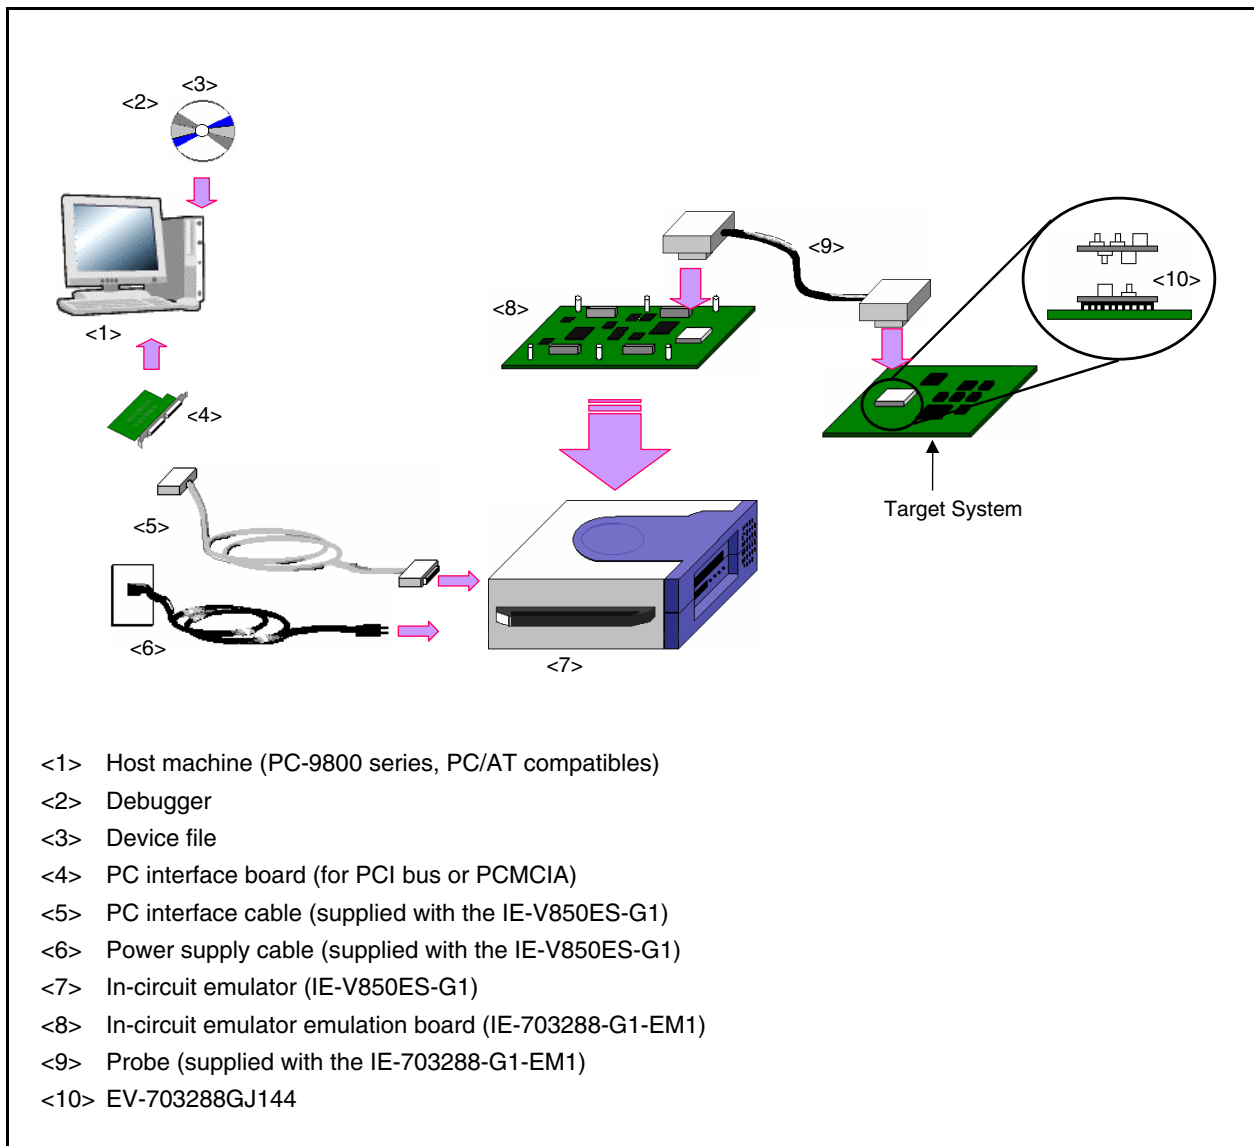 <3>
<2>
<9>
<10>
<8>
<1>
<4>
Target System
<5>
<6>
<7>
<1> Host machine (PC-9800 series, PC/AT compatibles)
<2> Debugger
<3> Device file
<4> PC interface board (for PCI bus or PCMCIA)
<5> PC interface cable (supplied with the IE-V850ES-G1)
<6> Power supply cable (supplied with the IE-V850ES-G1)
<7> In-circuit emulator (IE-V850ES-G1)
<8> In-circuit emulator emulation board (IE-703288-G1-EM1)
<9> Probe (supplied with the IE-703288-G1-EM1)
<10> EV-703288GJ144